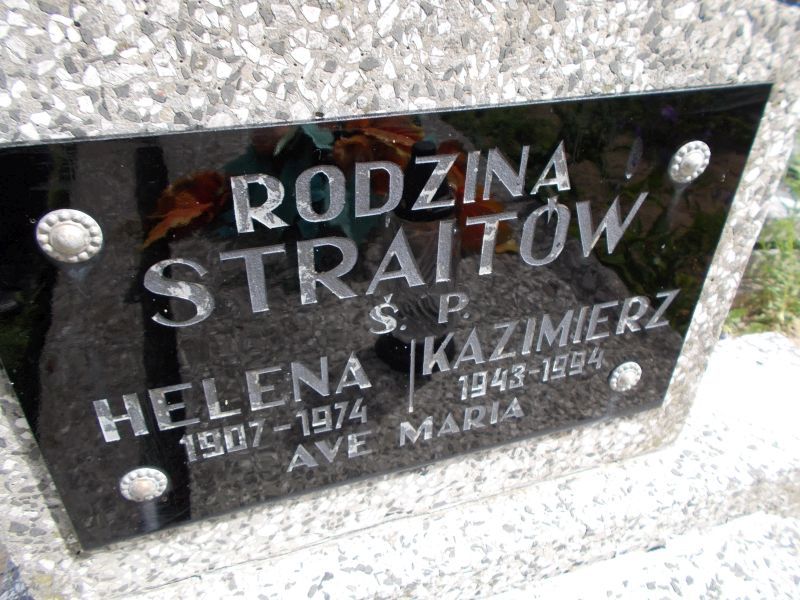 RODZINA
STRAITÓW
Ś. P.
HELENA | KAZIMIERZ
1907-1974 1943-1994
AVE MARIA